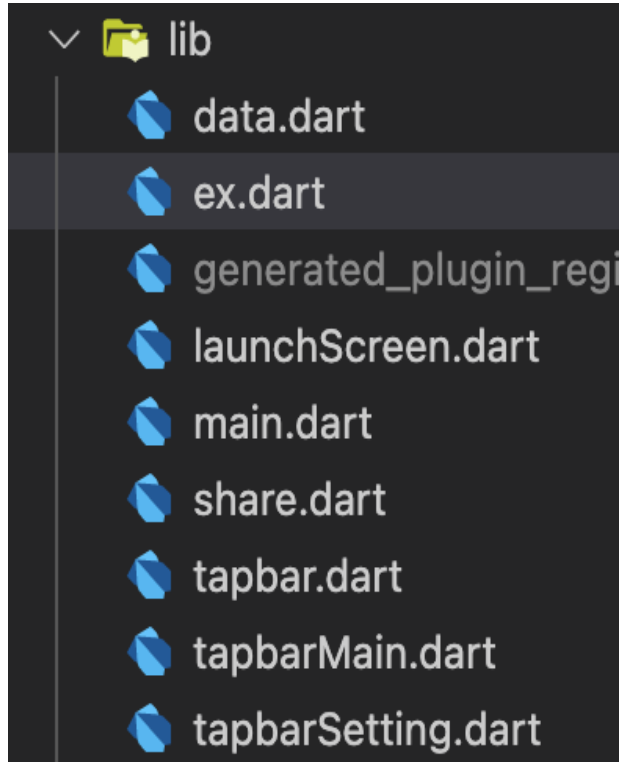 lib
data.dart
ex.dart
generated_plugin_regi
launchScreen.dart
main.dart
share.dart
tapbar.dart
tapbarMain.dart
tapbarSetting.dart